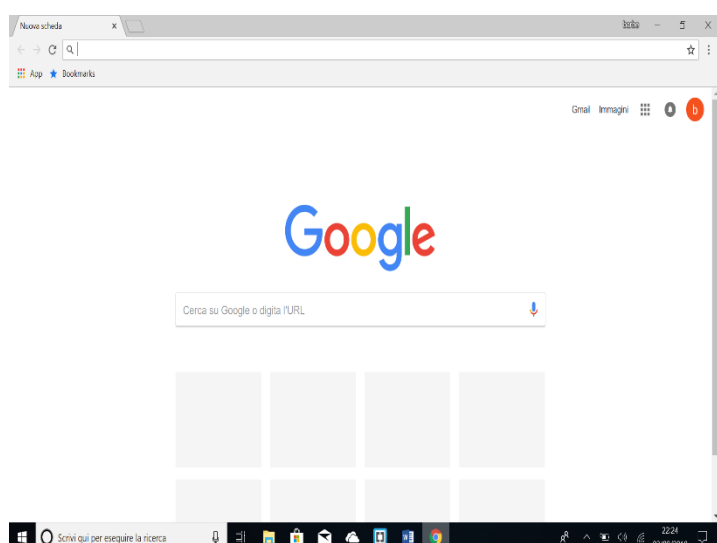 Nuova scheda
App Bookmarks
Gmail Immagini b
Google
Cerca su Google o digita l'URL
Scrivi qui per eseguire la ricerca
22:24